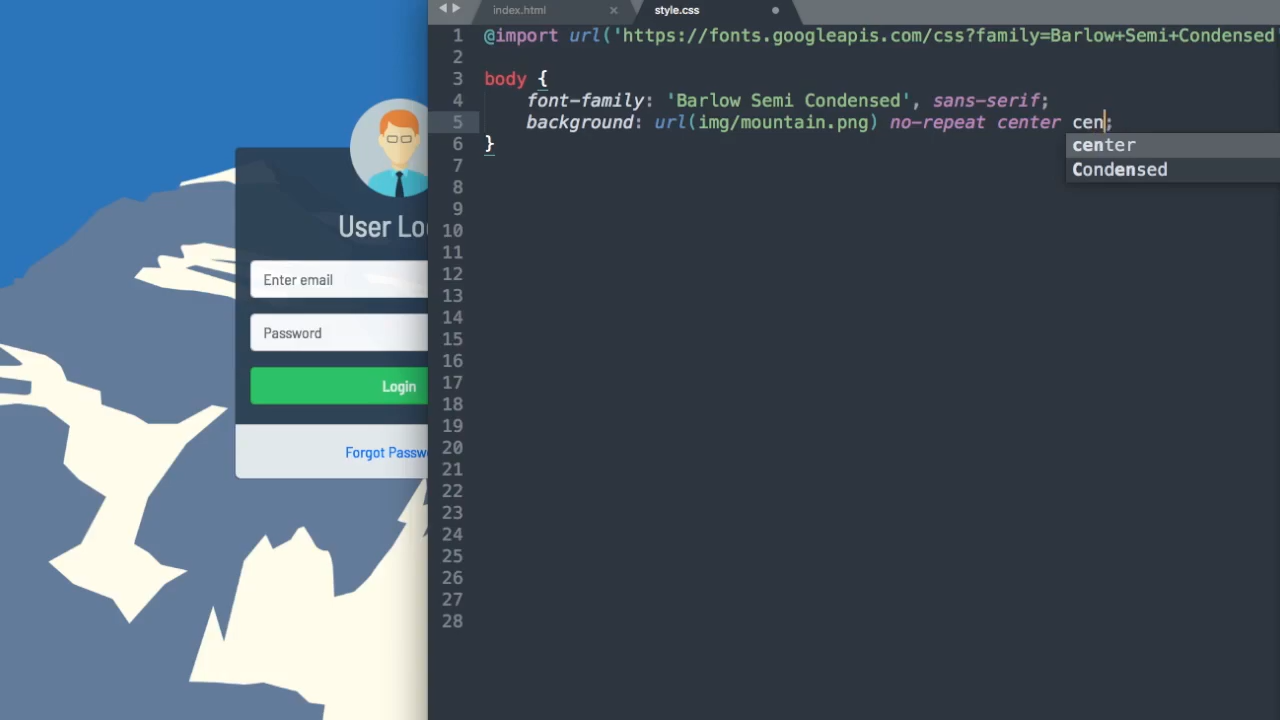 index.html
style.css
1 @import url('https://fonts.googleapis.com/css?family=Barlow+Semi+Condensed'
2
3 body {
4 font-family: 'Barlow Semi Condensed', sans-serif;
5 background: url(img/mountain.png) no-repeat center cen;
6 }
center
7
Condensed
8
9
10
11
12
13
14
15
16
17
18
19
20
21
22
23
24
25
26
27
28
User Lo
Enter email
Password
Login
Forgot Passw